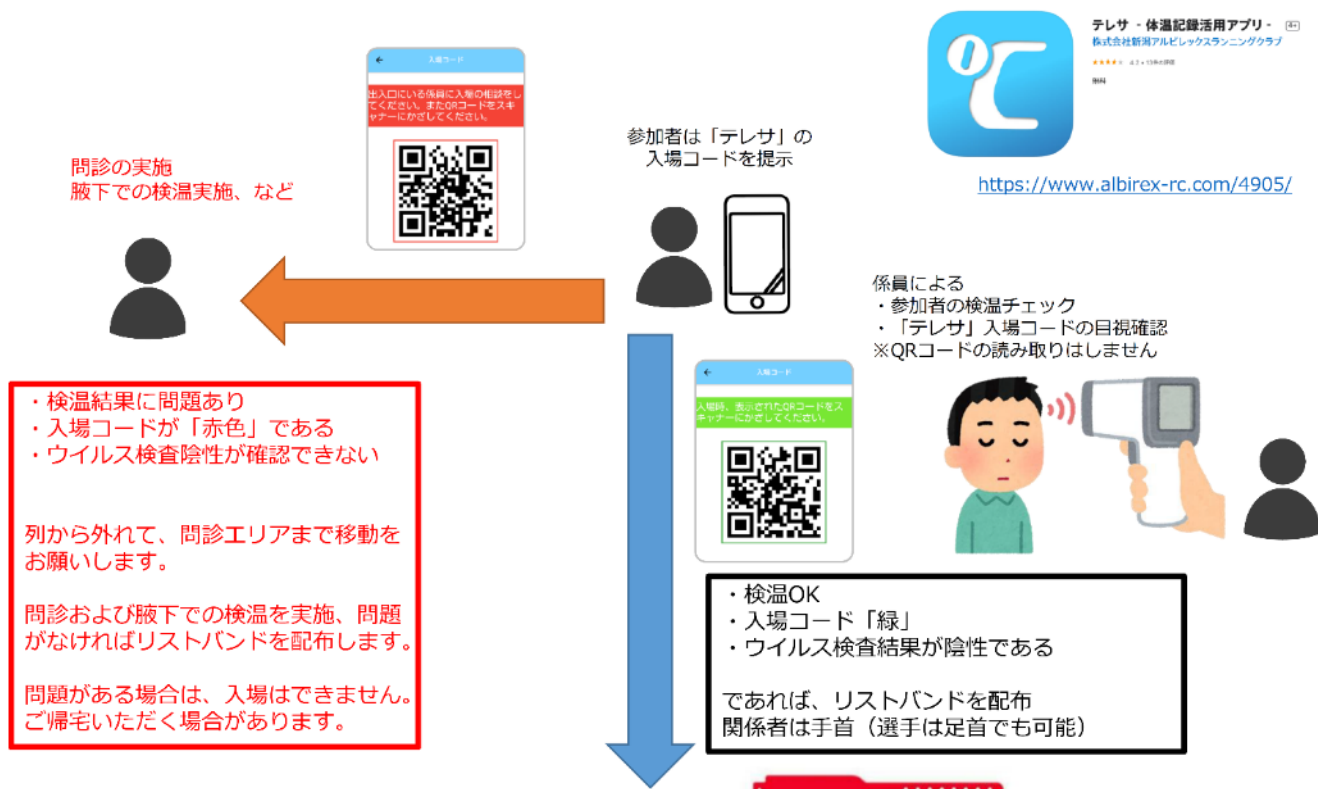 テレサ - 体温記録活用アプリ - 4+
株式会社新潟アルビレックスランニングクラブ
無料
https://www.albirex-rc.com/4905/
入場コード
出入口にいる係員に入場の相談をし
てください。またQRコードをスキ
ャナーにかざしてください。
参加者は「テレサ」の
入場コードを提示
問診の実施
腋下での検温実施、など
係員による
・参加者の検温チェック
・「テレサ」入場コードの目視確認
※QRコードの読み取りはしません
入場コード
入場時、表示されたQRコードをス
キャナーにかざしてください。
・検温結果に問題あり
・入場コードが「赤色」である
・ウイルス検査陰性が確認できない
列から外れて、問診エリアまで移動を
お願いします。
問診および腋下での検温を実施、問題
がなければリストバンドを配布します。
問題がある場合は、入場はできません。
ご帰宅いただく場合があります。
・検温OK
・入場コード「緑」
・ウイルス検査結果が陰性である
であれば、リストバンドを配布
関係者は手首（選手は足首でも可能）